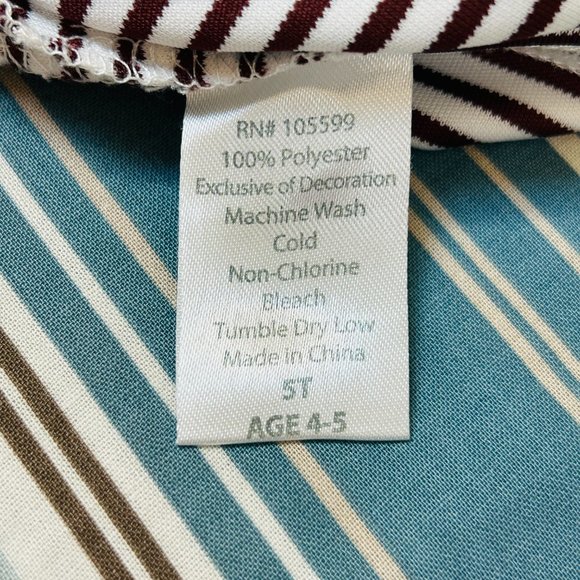 RN# 105599
100% Polyester
Exclusive of Decoration
Machine Wash
Cold
Non-Chlorine
Bleach
Tumble Dry Low
Made in China
5T
AGE 4-5